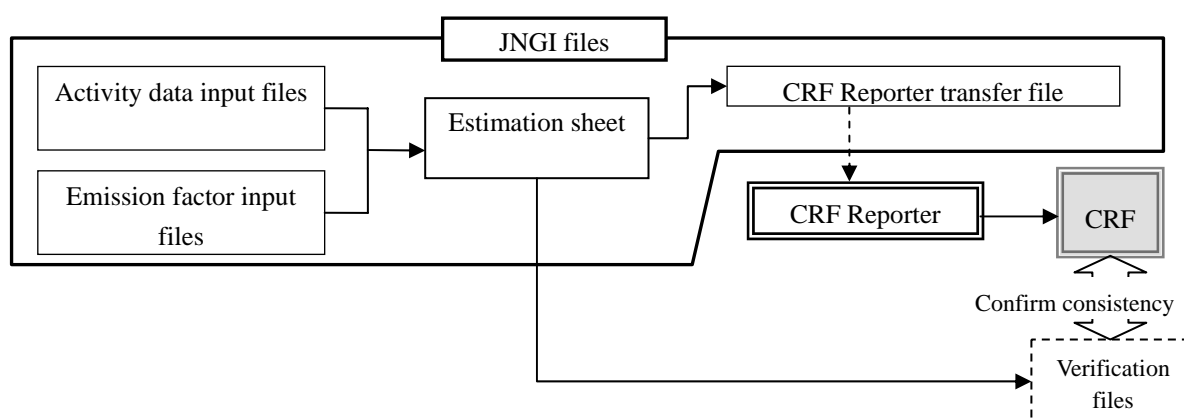 JNGI files
Activity data input files
Estimation sheet
CRF Reporter transfer file
Emission factor input
files
CRF Reporter
CRF
Confirm consistency
Verification
files